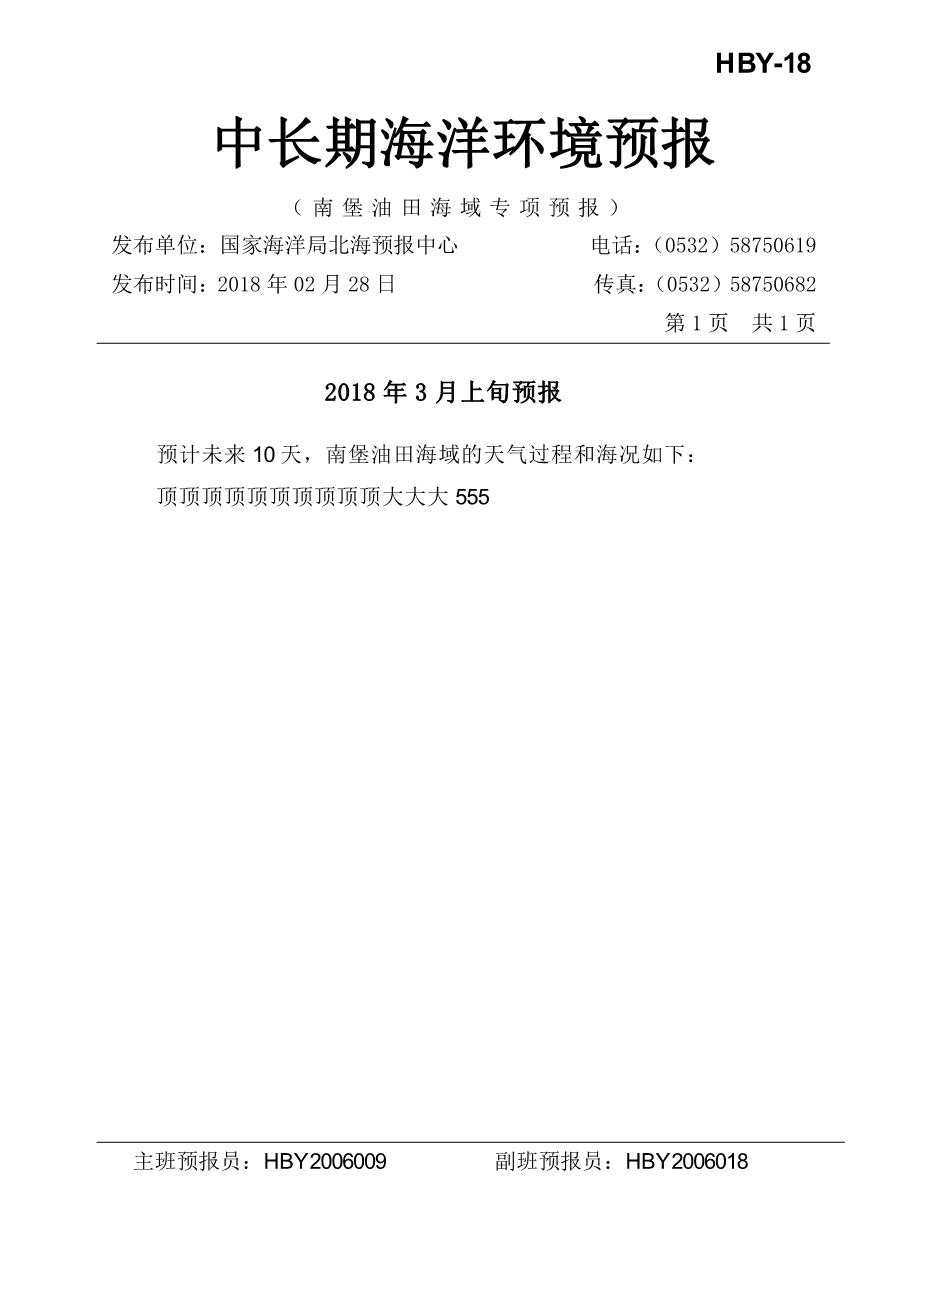 HBY-18
中长期海洋环境预报
（南堡油田海域专项预报）
发布单位：国家海洋局北海预报中心 电话：（0532）58750619
发布时间：2018 年 02 月 28 日 传真：（0532）58750682
第 1 页 共 1 页
2018 年 3 月上旬预报
预计未来 10 天，南堡油田海域的天气过程和海况如下：
顶顶顶顶顶顶顶顶顶顶大大大 555
主班预报员：HBY2006009 副班预报员：HBY2006018